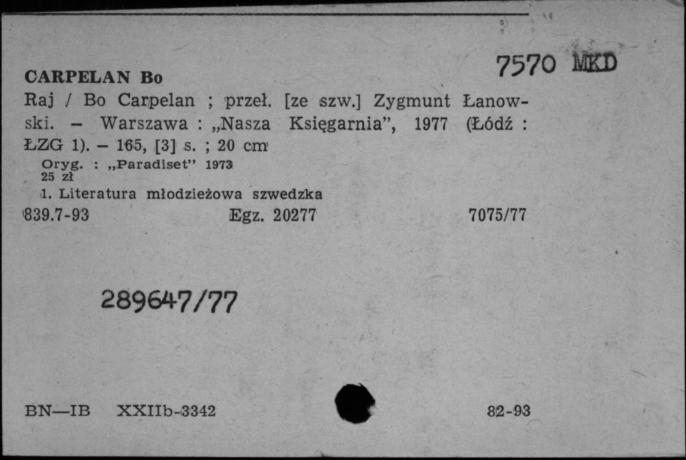 7570 MKD
CARPELAN Bo
Raj / Bo Carpelan ; przeł. [ze szw.] Zygmunt Łanow-
ski. — Warszawa : „Nasza Księgarnia”, 1977 (Łódź :
ŁZG 1). — 165, [3] s. ; 20 cm
Oryg. : „Paradiset” 1973
25 zł
1. Literatura młodzieżowa szwedzka
839.7-93 Egz. 20277 7075/77
289647/77
BN—IB XXIIb-3342 82-93